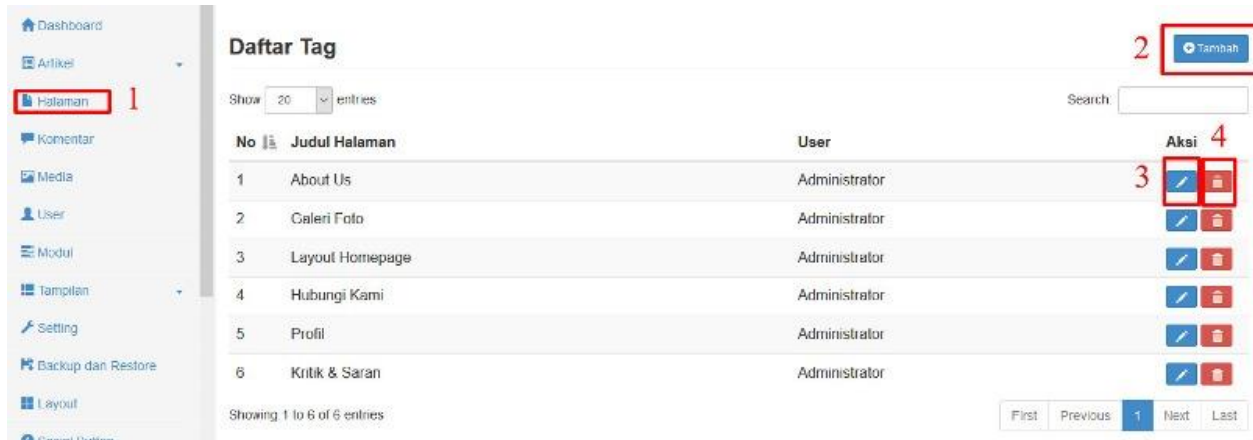 Dashboard
Artikel
Halaman 1
Komentar
Media
User
Modul
Tampilan
Setting
Backup dan Restore
Layout
Daftar Tag
2 Tambah
Show 20 entries
Search
No Judul Halaman User Aksi 4
1 About Us Administrator 3
2 Galeri Foto Administrator
3 Layout Homepage Administrator
4 Hubungi Kami Administrator
5 Profil Administrator
6 Kritik & Saran Administrator
Showing 1 to 6 of 6 entries
First Previous 1 Next Last